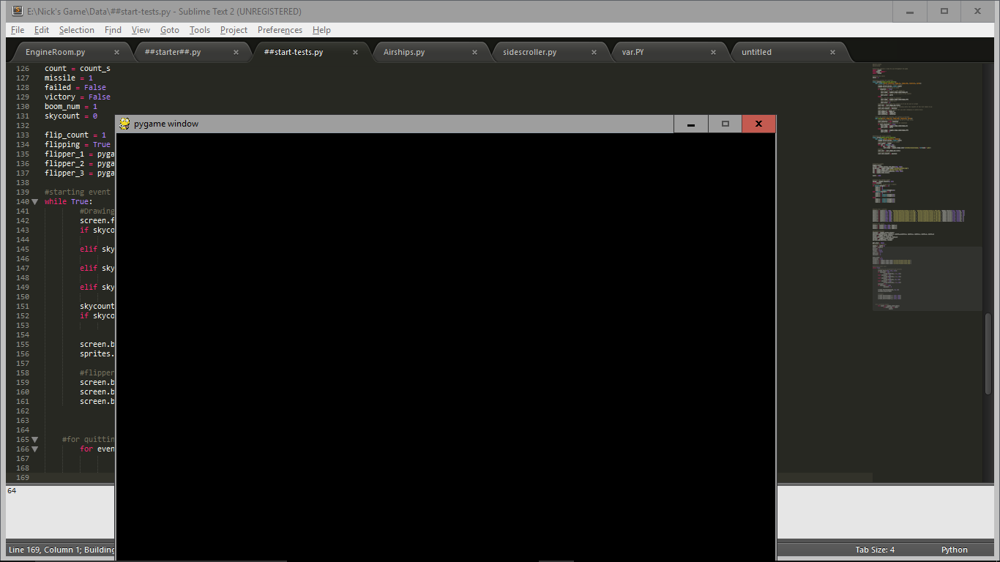 E:\Nick's Game\Data\##start-tests.py - Sublime Text 2 (UNREGISTERED)
File Edit Selection Find View Goto Tools Project Preferences Help
EngineRoom.py × ##starter##.py × ##start-tests.py × Airships.py × sidescroller.py × var.PY × untitled ×
126 count = count_s
127 missile = 1
128 failed = False
129 victory = False
130 boom_num = 1
131 skycount = 0
132
pygame window
133 flip_count = 1
134 flipping = True
135 flipper_1 = pyga
136 flipper_2 = pyga
137 flipper_3 = pyga
138
139 #starting event
140 while True:
141 #Drawing
142 screen.f
143 if skyco
144
145 elif sky
146
147 elif sky
148
149 elif sky
150
151 skycount
152 if skyco
153
154
155 screen.b
156 sprites.
157
158 #flipper
159 screen.b
160 screen.b
161 screen.b
162
163
164
165 #for quittin
166 for even
167
168
169
64
Line 169, Column 1; Building Tab Size: 4 Python